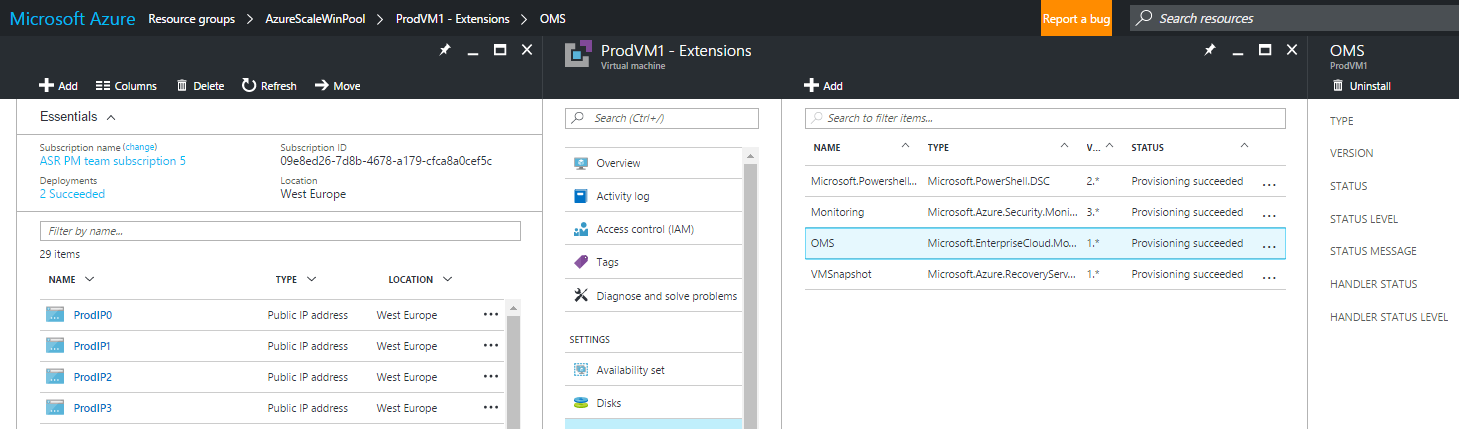 Microsoft Azure Resource groups > AzureScaleWinPool > ProdVM1 - Extensions > OMS
Report a bug
Search resources
Add Columns Delete Refresh Move
Essentials
Subscription name (change)
ASR PM team subscription 5
Subscription ID
09e8ed26-7d8b-4678-a179-cfca8a0cef5c
Deployments
2 Succeeded
Location
West Europe
Filter by name...
29 items
NAME TYPE LOCATION
ProdIP0 Public IP address West Europe ...
ProdIP1 Public IP address West Europe ...
ProdIP2 Public IP address West Europe ...
ProdIP3 Public IP address West Europe ...
ProdVM1 - Extensions
Virtual machine
Search (Ctrl+/)
Overview
Activity log
Access control (IAM)
Tags
Diagnose and solve problems
SETTINGS
Availability set
Disks
Add
Search to filter items...
NAME TYPE V... STATUS
Microsoft.Powershell... Microsoft.PowerShell.DSC 2.* Provisioning succeeded ...
Monitoring Microsoft.Azure.Security.Moni... 3.* Provisioning succeeded ...
OMS Microsoft.EnterpriseCloud.Mo... 1.* Provisioning succeeded ...
VMSnapshot Microsoft.Azure.RecoveryServ... 1.* Provisioning succeeded ...
OMS
ProdVM1
Uninstall
TYPE
VERSION
STATUS
STATUS LEVEL
STATUS MESSAGE
HANDLER STATUS
HANDLER STATUS LEVEL